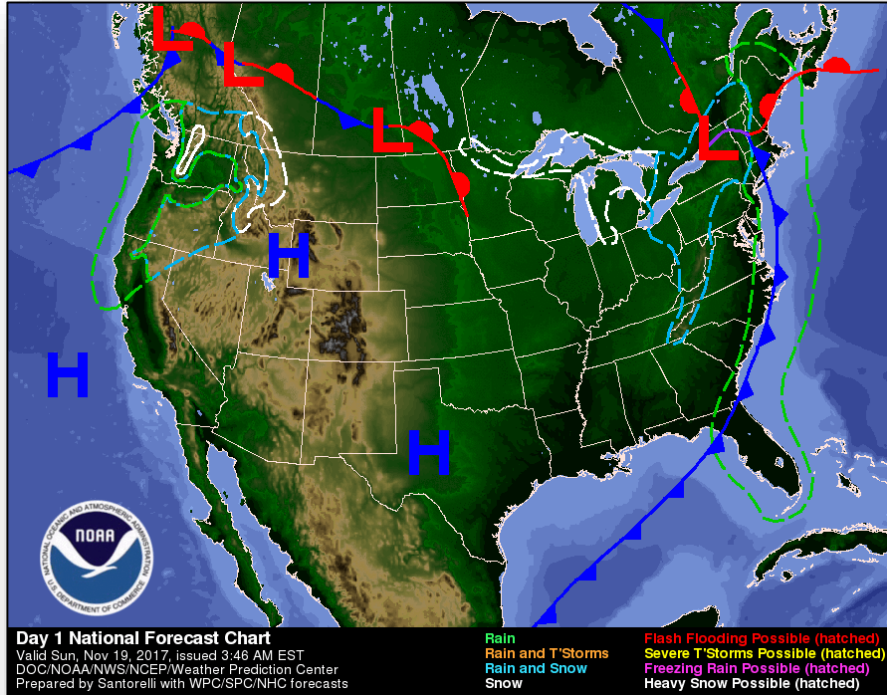 L
L
L
L
H
H
H
NOAA
NATIONAL OCEANIC AND ATMOSPHERIC ADMINISTRATION
U.S. DEPARTMENT OF COMMERCE
Day 1 National Forecast Chart
Valid Sun, Nov 19, 2017, issued 3:46 AM EST
DOC/NOAA/NWS/NCEP/Weather Prediction Center
Prepared by Santorelli with WPC/SPC/NHC forecasts
Rain
Rain and T'Storms
Rain and Snow
Snow
Flash Flooding Possible (hatched)
Severe T'Storms Possible (hatched)
Freezing Rain Possible (hatched)
Heavy Snow Possible (hatched)